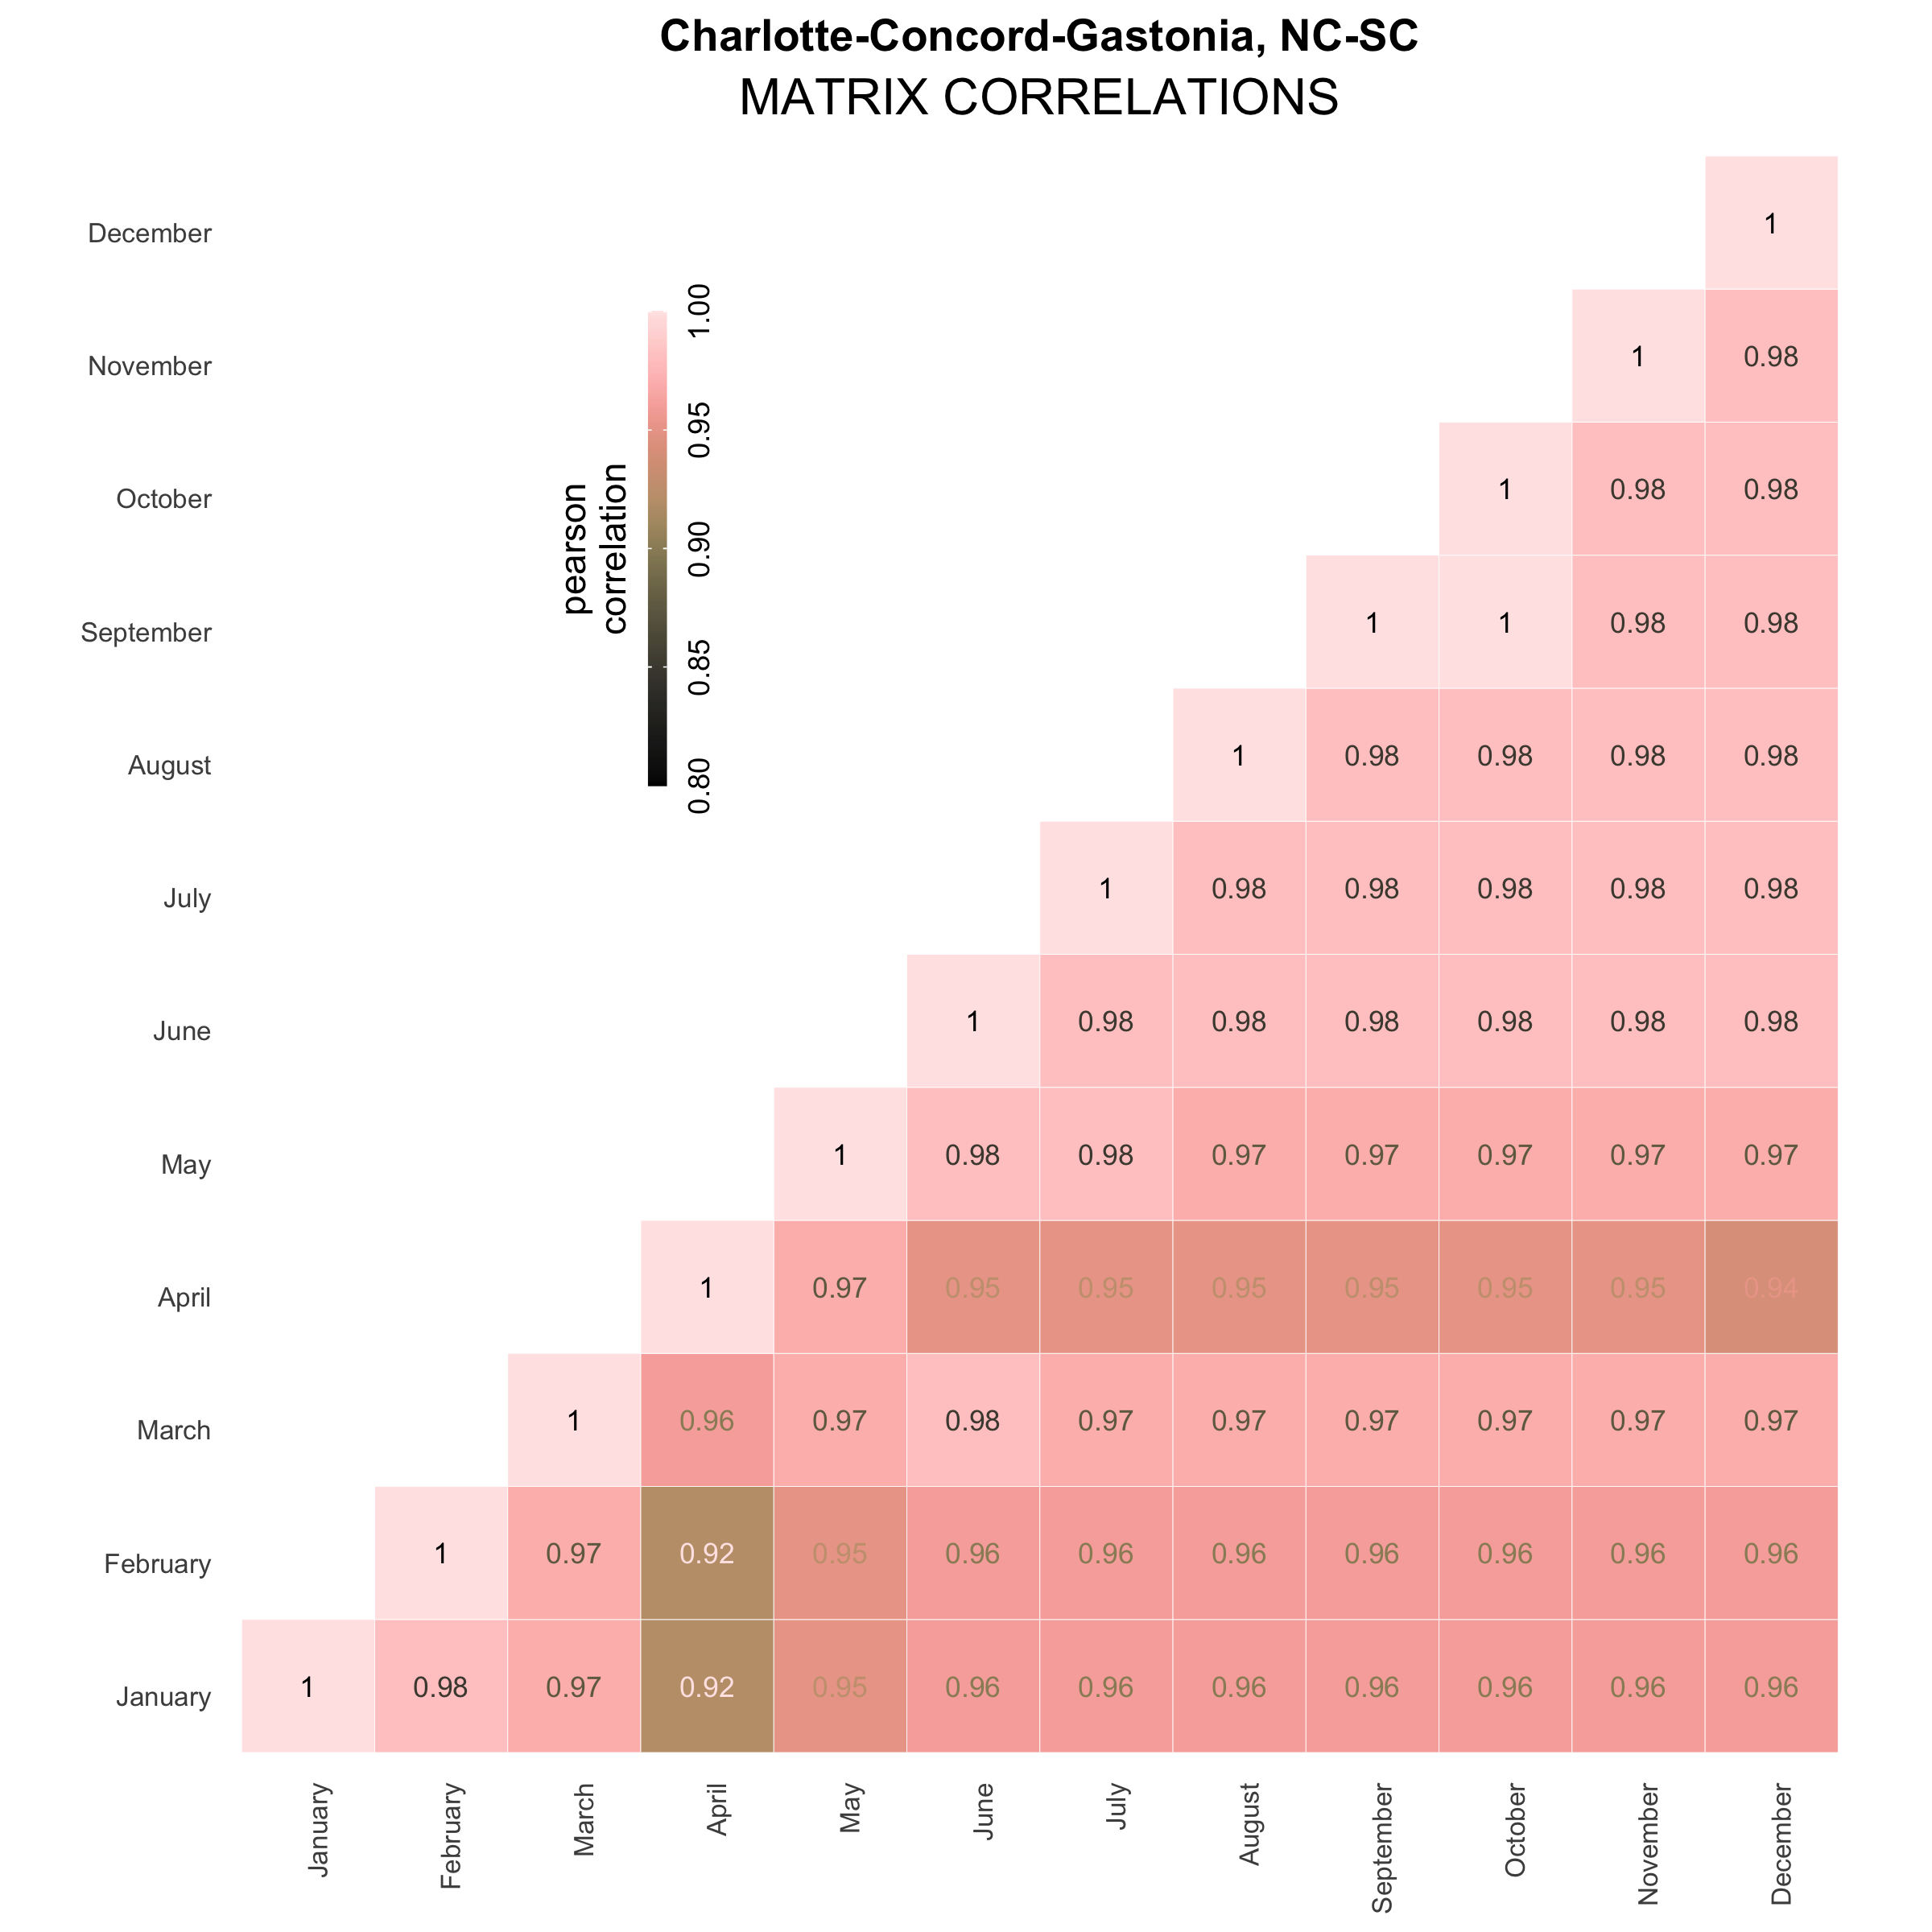 Charlotte-Concord-Gastonia, NC-SC
MATRIX CORRELATIONS
pearson
correlation
1.00
0.95
0.90
0.85
0.80
December 1
November 1 0.98
October 1 0.98 0.98
September 1 1 0.98 0.98
August 1 0.98 0.98 0.98 0.98
July 1 0.98 0.98 0.98 0.98 0.98
June 1 0.98 0.98 0.98 0.98 0.98 0.98
May 1 0.98 0.98 0.97 0.97 0.97 0.97 0.97
April 1 0.97 0.95 0.95 0.95 0.95 0.95 0.95 0.94
March 1 0.96 0.97 0.98 0.97 0.97 0.97 0.97 0.97 0.97
February 1 0.97 0.92 0.95 0.96 0.96 0.96 0.96 0.96 0.96 0.96
January 1 0.98 0.97 0.92 0.95 0.96 0.96 0.96 0.96 0.96 0.96 0.96
January February March April May June July August September October November December